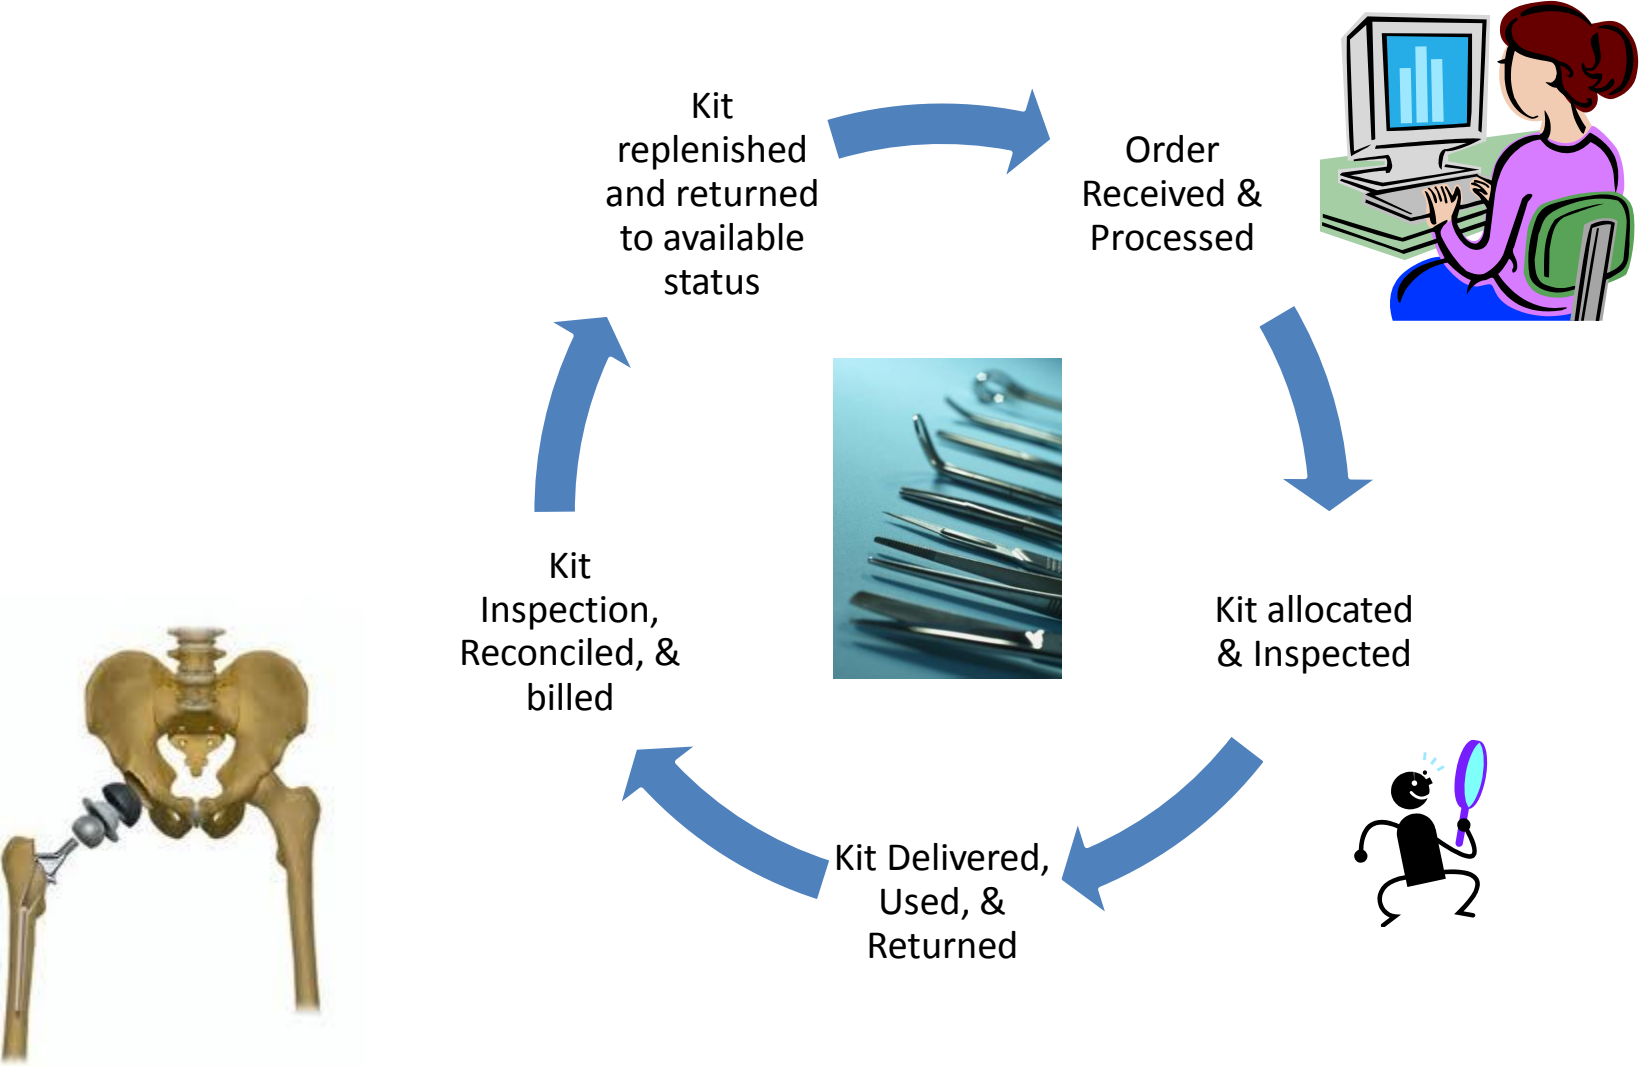 Kit
replenished
and returned
to available
status
Order
Received &
Processed
Kit allocated
& Inspected
Kit Delivered,
Used, &
Returned
Kit
Inspection,
Reconciled, &
billed